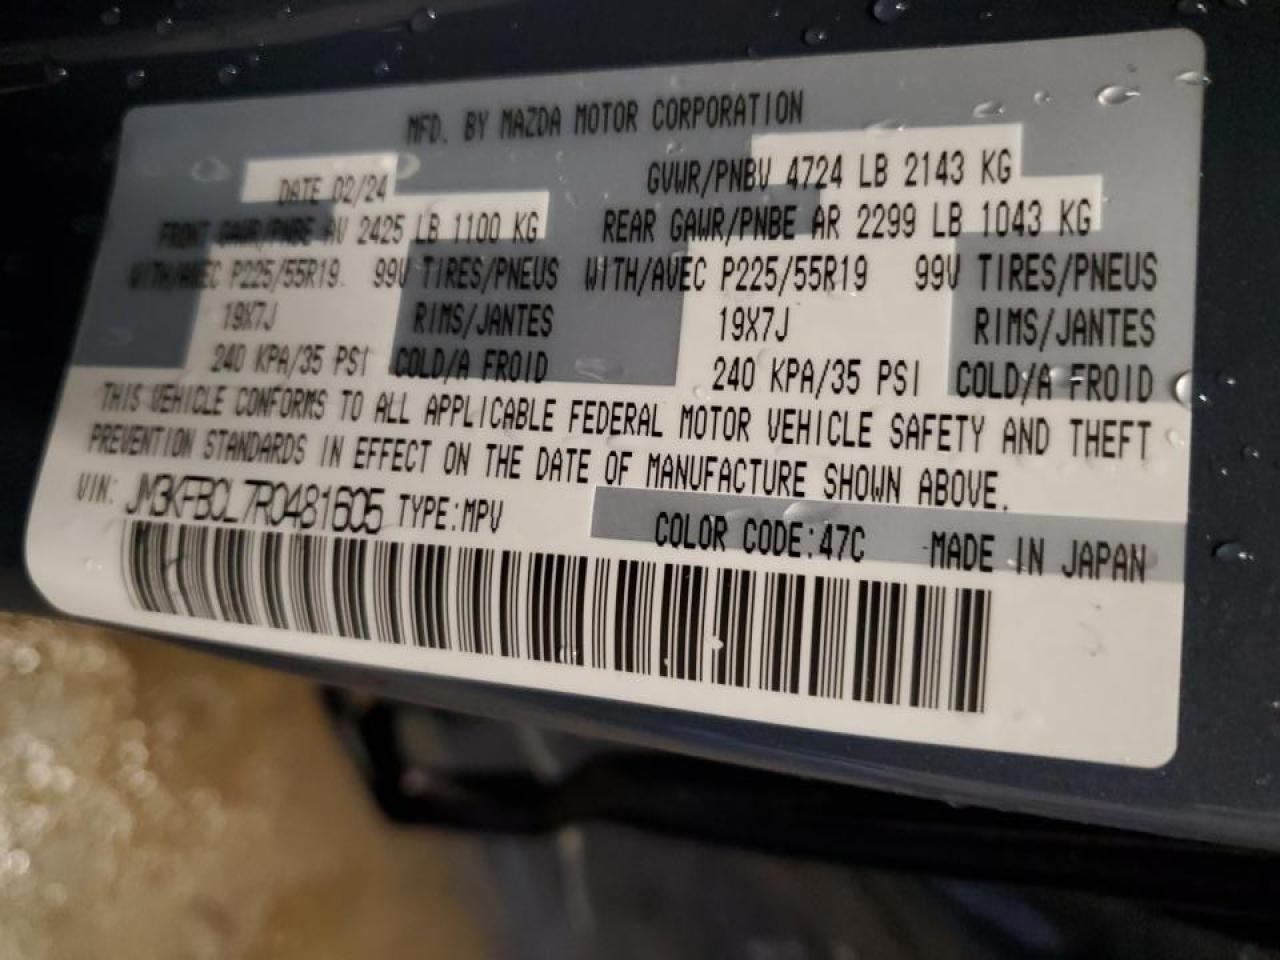 MFD. BY MAZDA MOTOR CORPORATION
DATE 02/24 GVWR/PNBV 4724 LB 2143 KG
FRONT GAWR/PNBE AV 2425 LB 1100 KG REAR GAWR/PNBE AR 2299 LB 1043 KG
WITH/AVEC P225/55R19 99V TIRES/PNEUS WITH/AVEC P225/55R19 99V TIRES/PNEUS
19X7J RIMS/JANTES 19X7J RIMS/JANTES
240 KPA/35 PSI COLD/A FROID 240 KPA/35 PSI COLD/A FROID
THIS VEHICLE CONFORMS TO ALL APPLICABLE FEDERAL MOTOR VEHICLE SAFETY AND THEFT
PREVENTION STANDARDS IN EFFECT ON THE DATE OF MANUFACTURE SHOWN ABOVE.
VIN: JM3KFBCL7R0481605 TYPE:MPV COLOR CODE:47C MADE IN JAPAN